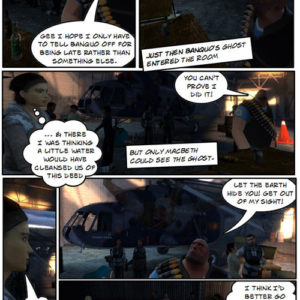 GEE I HOPE I ONLY HAVE
TO TELL BANQUO OFF FOR
BEING LATE RATHER THAN
SOMETHING ELSE.
JUST THEN BANQUO'S GHOST
ENTERED THE ROOM
YOU CAN'T
PROVE I
DID IT!
... & THERE
I WAS THINKING
A LITTLE WATER
WOULD HAVE
CLEANSED US OF
THIS DEED
BUT ONLY MACBETH
COULD SEE THE GHOST.
LET THE EARTH
HIDE YOU! GET OUT
OF MY SIGHT!
I THINK I'D
BETTER GO